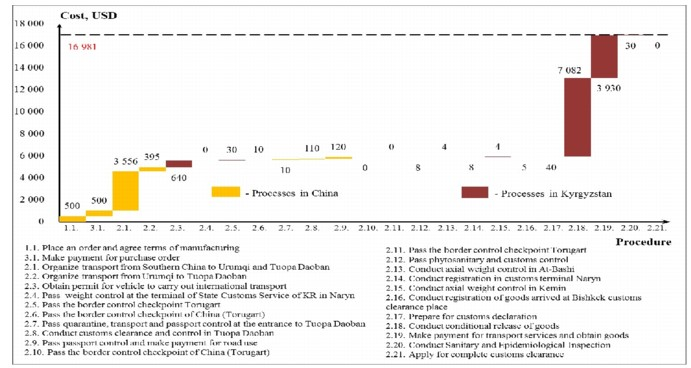 Cost, USD
18 000
16 000
14 000
12 000
10 000
8 000
6 000
4 000
2 000
0
16 981
500
500
3 556
395
640
0
30
10
10
110
120
0
0
8
4
8
4
5
40
7 082
3 930
30
0
- Processes in China
- Processes in Kyrgyzstan
1.1. 3.1. 2.1. 2.2. 2.3. 2.4. 2.5. 2.6. 2.7. 2.8. 2.9. 2.10. 2.11. 2.12. 2.13. 2.14. 2.15. 2.16. 2.17. 2.18. 2.19. 2.20. 2.21.
Procedure
1.1. Place an order and agree terms of manufacturing
3.1. Make payment for purchase order
2.1. Organize transport from Southern China to Urumqi and Tuopa Daoban
2.2. Organize transport from Urumqi to Tuopa Daoban
2.3. Obtain permit for vehicle to carry out international transport
2.4. Pass weight control at the terminal of State Customs Service of KR in Naryn
2.5. Pass the border control checkpoint Torugart
2.6. Pass the border control checkpoint of China (Torugart)
2.7. Pass quarantine, transport and passport control at the entrance to Tuopa Daoban
2.8. Conduct customs clearance and control in Tuopa Daoban
2.9. Pass passport control and make payment for road use
2.10. Pass the border control checkpoint of China (Torugart)
2.11. Pass the border control checkpoint Torugart
2.12. Pass phytosanitary and customs control
2.13. Conduct axial weight control in At-Bashi
2.14. Conduct registration in customs terminal Naryn
2.15. Conduct axial weight control in Kemin
2.16. Conduct registration of goods arrived at Bishkek customs
clearance place
2.17. Prepare for customs declaration
2.18. Conduct conditional release of goods
2.19. Make payment for transport services and obtain goods
2.20. Conduct Sanitary and Epidemiological Inspection
2.21. Apply for complete customs clearance